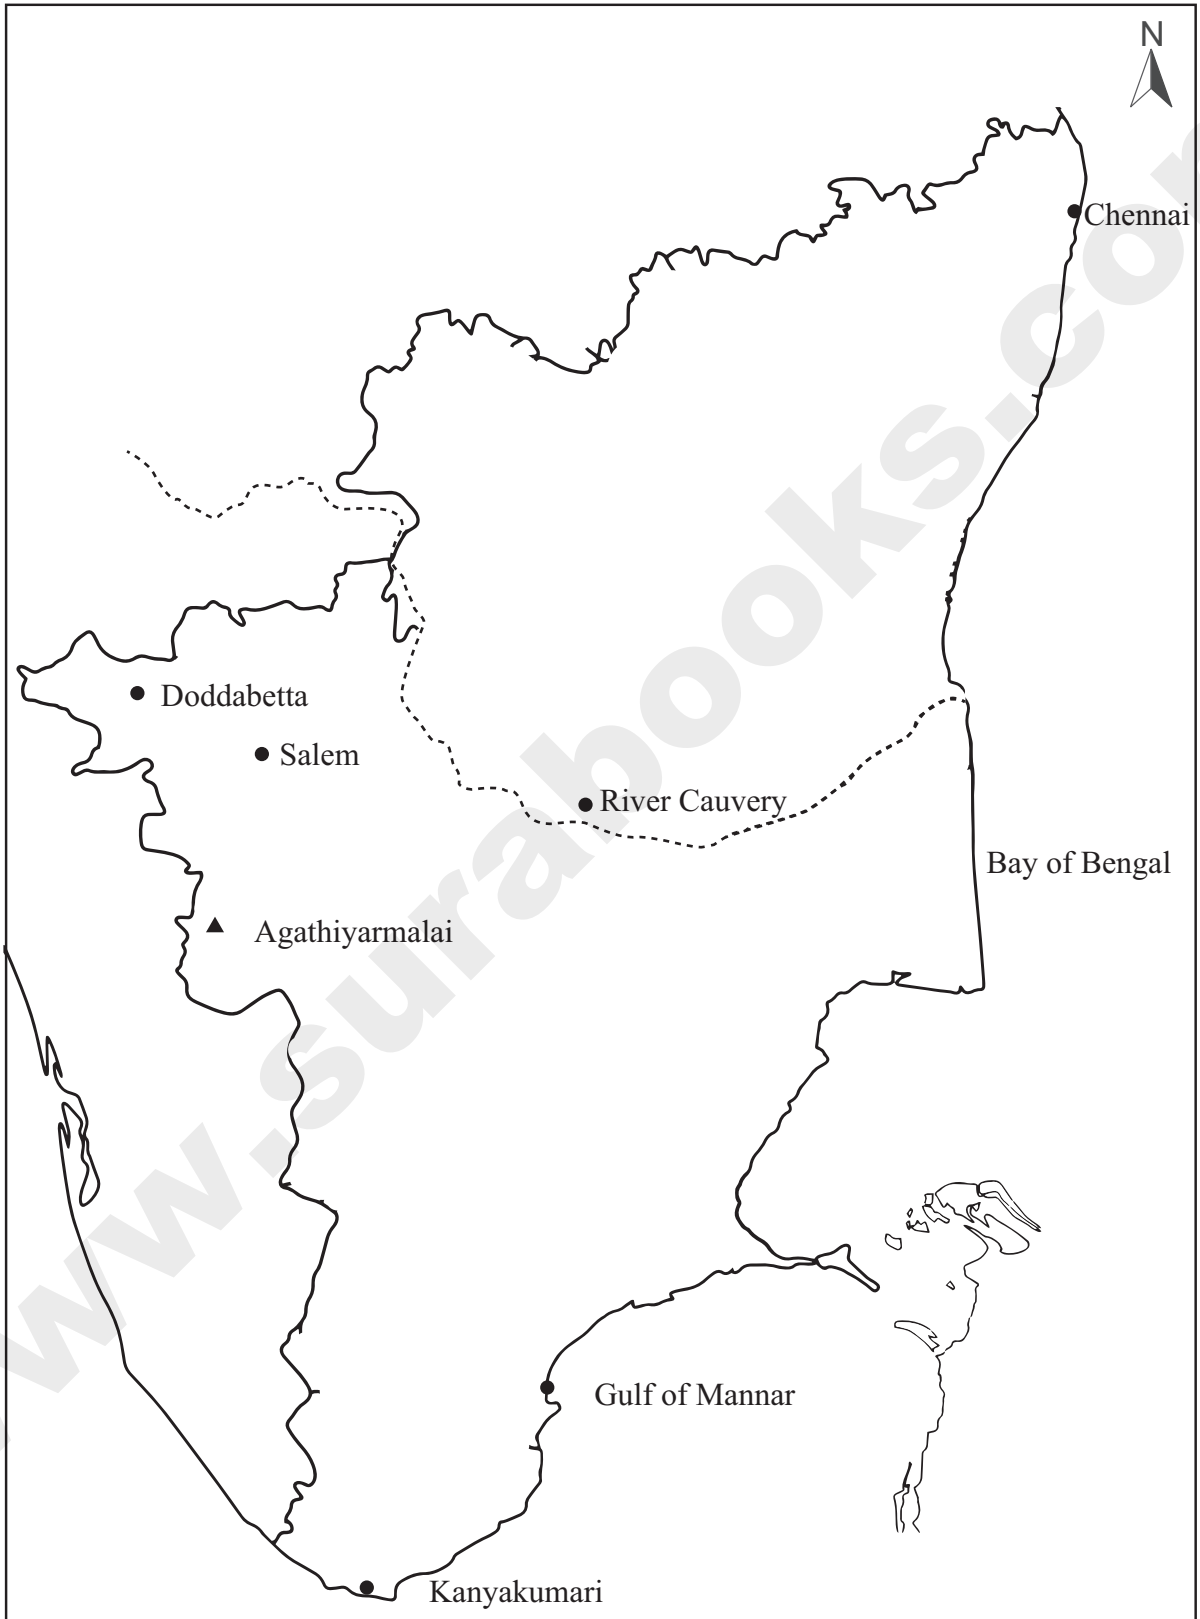 N
Chennai
Doddabetta
Salem
River Cauvery
Bay of Bengal
Agathiyarmalai
Gulf of Mannar
Kanyakumari
www.surabooks.com